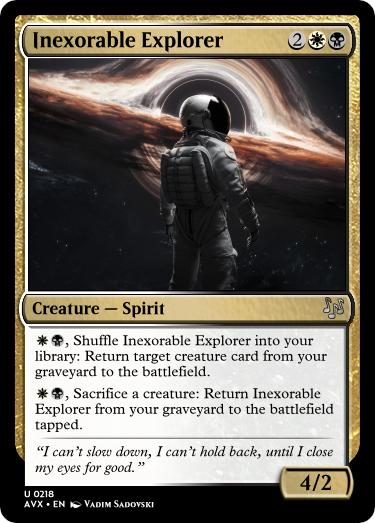 Inexorable Explorer 2
Creature — Spirit
, Shuffle Inexorable Explorer into your
library: Return target creature card from your
graveyard to the battlefield.
, Sacrifice a creature: Return Inexorable
Explorer from your graveyard to the battlefield
tapped.
“I can't slow down, I can't hold back, until I close
my eyes for good.”
4/2
U 0218
AVX • EN Vadim Sadovski